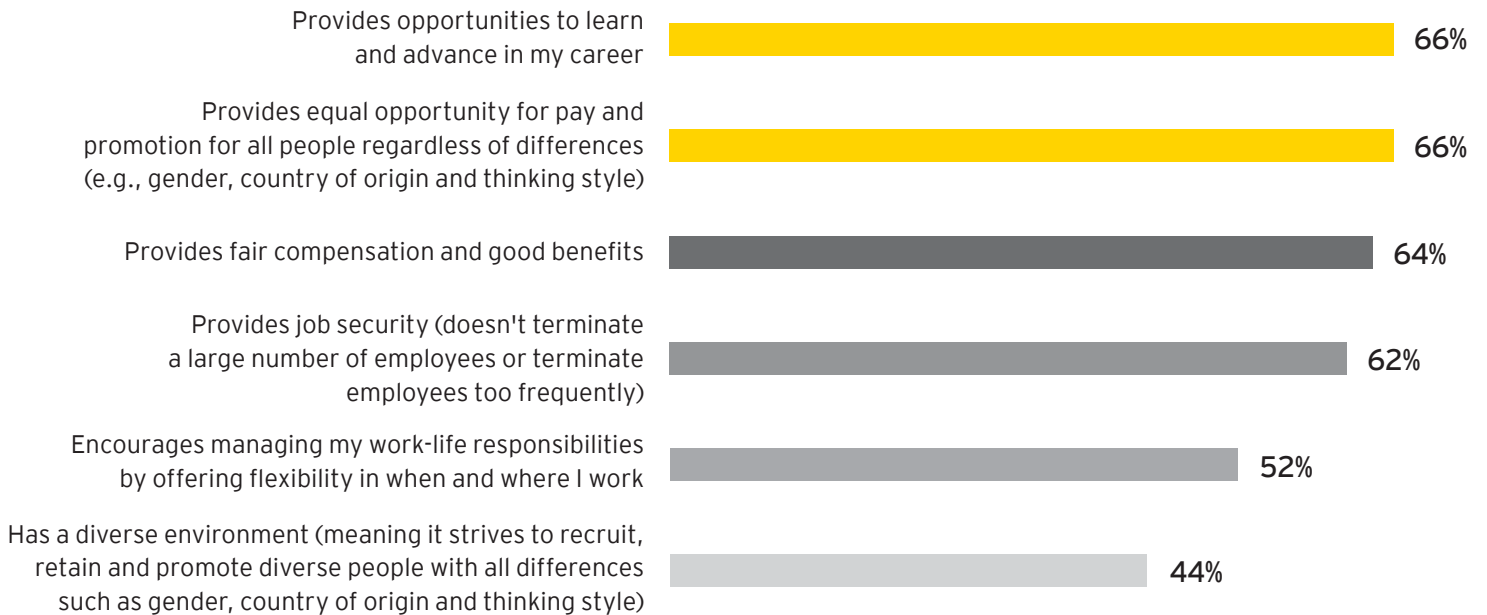 Provides opportunities to learn
and advance in my career
66%
Provides equal opportunity for pay and
promotion for all people regardless of differences
(e.g., gender, country of origin and thinking style)
66%
Provides fair compensation and good benefits
64%
Provides job security (doesn't terminate
a large number of employees or terminate
employees too frequently)
62%
Encourages managing my work-life responsibilities
by offering flexibility in when and where I work
52%
Has a diverse environment (meaning it strives to recruit,
retain and promote diverse people with all differences
such as gender, country of origin and thinking style)
44%